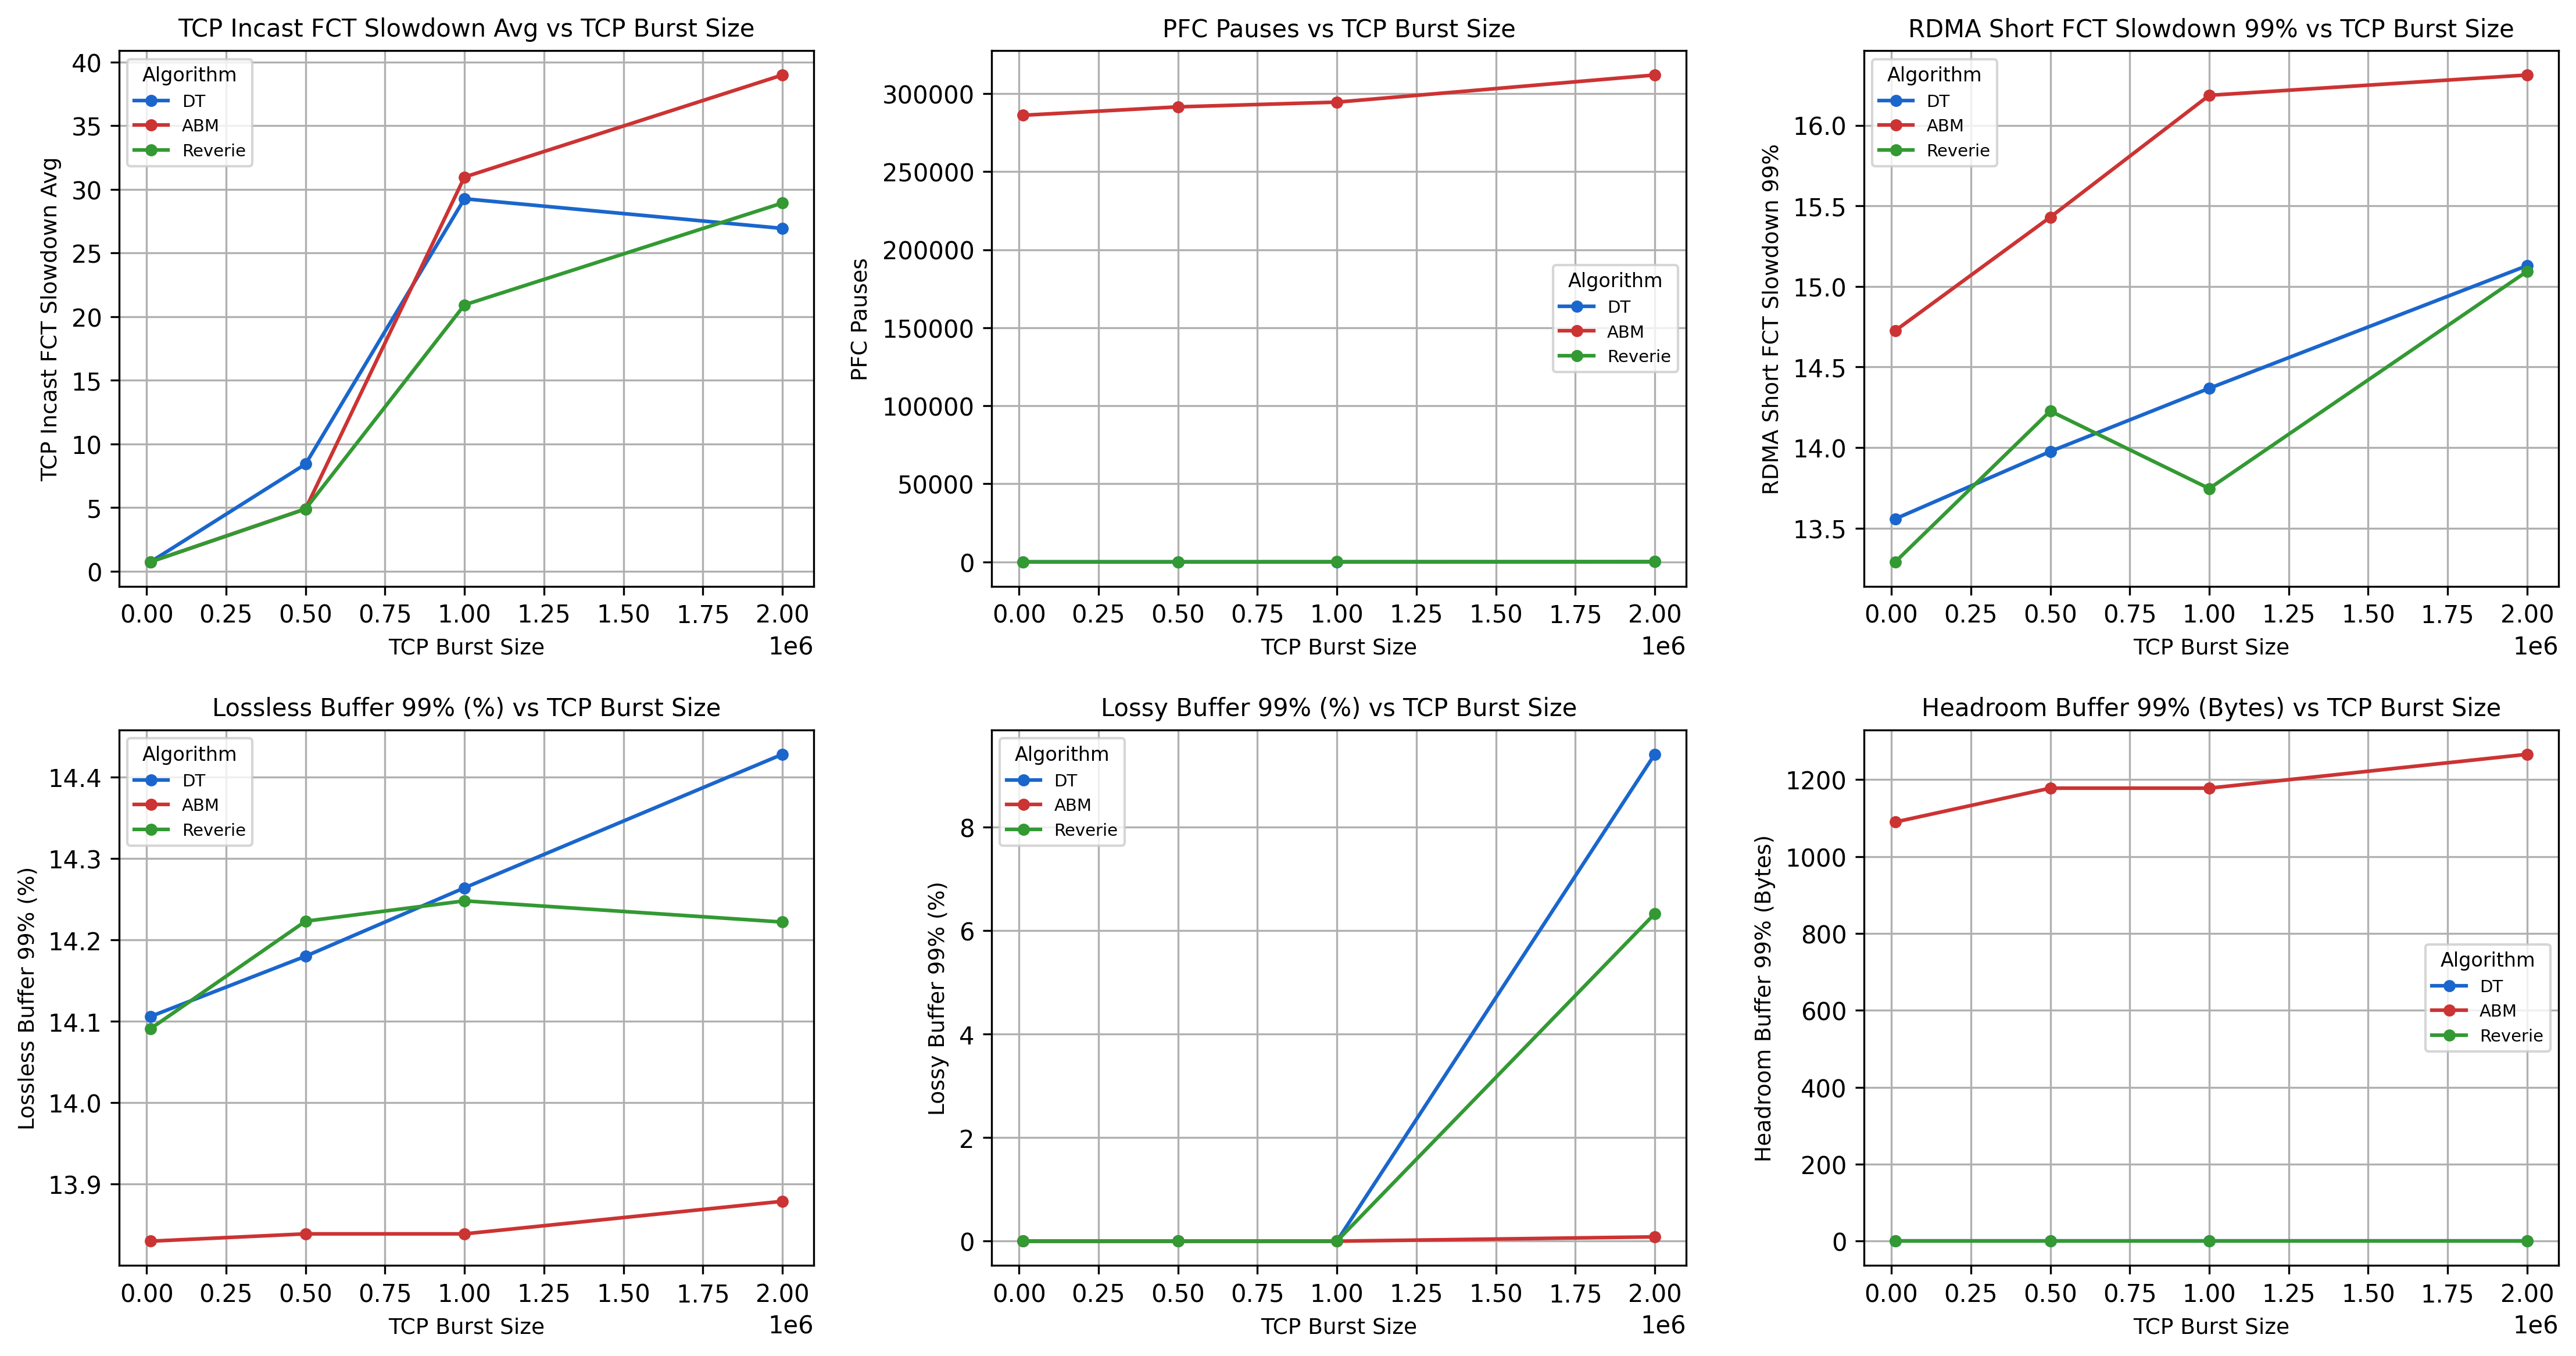 TCP Incast FCT Slowdown Avg vs TCP Burst Size
TCP Incast FCT Slowdown Avg
40
35
30
25
20
15
10
5
0
Algorithm
DT
ABM
Reverie
0.00 0.25 0.50 0.75 1.00 1.25 1.50 1.75 2.00
TCP Burst Size
1e6
PFC Pauses vs TCP Burst Size
PFC Pauses
300000
250000
200000
150000
100000
50000
0
Algorithm
DT
ABM
Reverie
0.00 0.25 0.50 0.75 1.00 1.25 1.50 1.75 2.00
TCP Burst Size
1e6
RDMA Short FCT Slowdown 99% vs TCP Burst Size
RDMA Short FCT Slowdown 99%
16.0
15.5
15.0
14.5
14.0
13.5
Algorithm
DT
ABM
Reverie
0.00 0.25 0.50 0.75 1.00 1.25 1.50 1.75 2.00
TCP Burst Size
1e6
Lossless Buffer 99% (%) vs TCP Burst Size
Lossless Buffer 99% (%)
14.4
14.3
14.2
14.1
14.0
13.9
Algorithm
DT
ABM
Reverie
0.00 0.25 0.50 0.75 1.00 1.25 1.50 1.75 2.00
TCP Burst Size
1e6
Lossy Buffer 99% (%) vs TCP Burst Size
Lossy Buffer 99% (%)
8
6
4
2
0
Algorithm
DT
ABM
Reverie
0.00 0.25 0.50 0.75 1.00 1.25 1.50 1.75 2.00
TCP Burst Size
1e6
Headroom Buffer 99% (Bytes) vs TCP Burst Size
Headroom Buffer 99% (Bytes)
1200
1000
800
600
400
200
0
Algorithm
DT
ABM
Reverie
0.00 0.25 0.50 0.75 1.00 1.25 1.50 1.75 2.00
TCP Burst Size
1e6